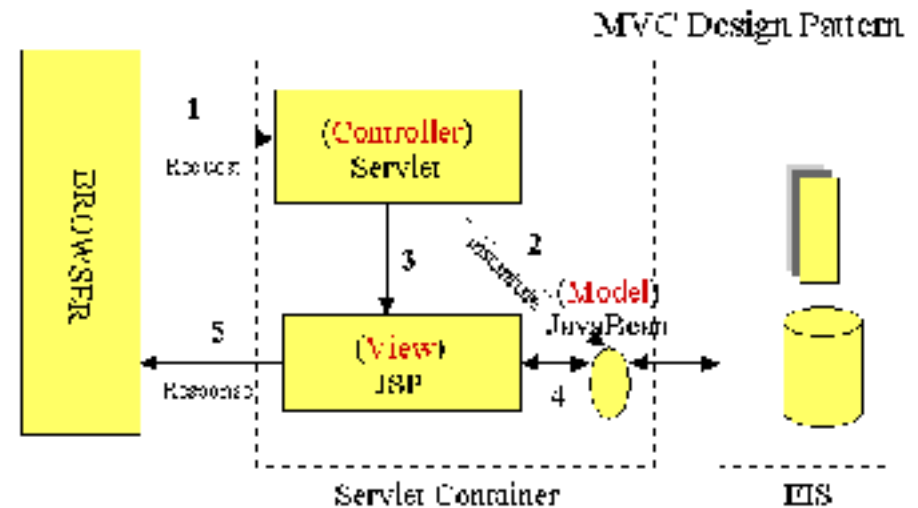 MVC Design Pattern
1
Request
BROWSER
(Controller)
Servlet
2
3
(Model)
JavaBean
5
Response
(View)
JSP
4
Servlet Container
EIS